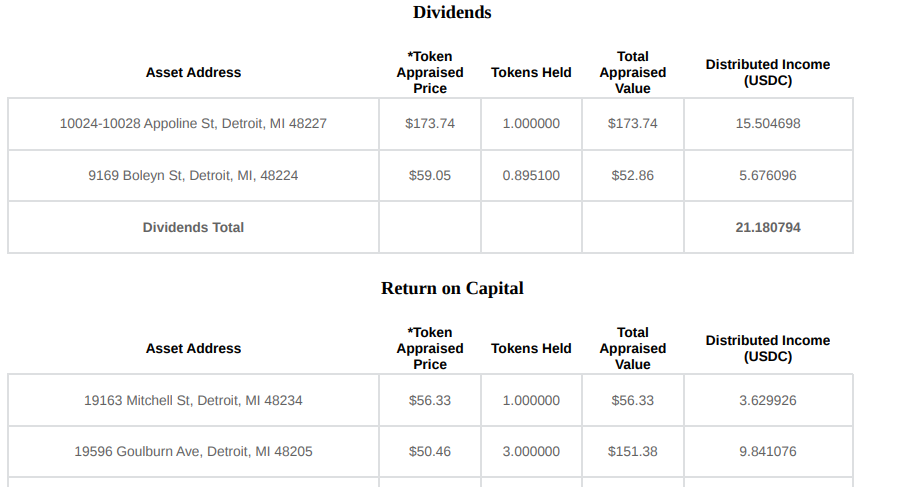 Dividends
Asset Address *Token Appraised Price Tokens Held Total Appraised Value Distributed Income (USDC)
10024-10028 Appoline St, Detroit, MI 48227 $173.74 1.000000 $173.74 15.504698
9169 Boleyn St, Detroit, MI, 48224 $59.05 0.895100 $52.86 5.676096
Dividends Total 21.180794
Return on Capital
Asset Address *Token Appraised Price Tokens Held Total Appraised Value Distributed Income (USDC)
19163 Mitchell St, Detroit, MI 48234 $56.33 1.000000 $56.33 3.629926
19596 Goulburn Ave, Detroit, MI 48205 $50.46 3.000000 $151.38 9.841076